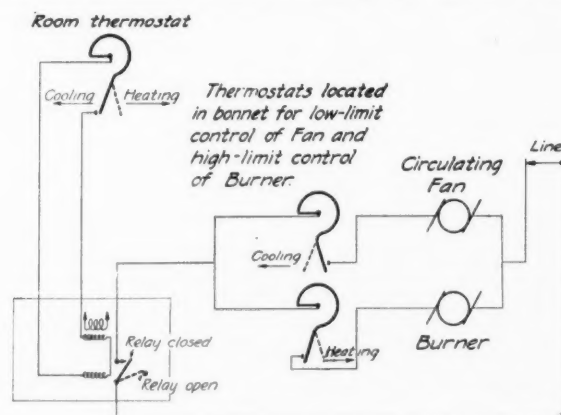 Room thermostat
Cooling
Heating
Thermostats located
in bonnet for low-limit
control of Fan and
high-limit control
of Burner.
Circulating
Fan
Line
Cooling
Heating
Burner
Relay closed
Relay open